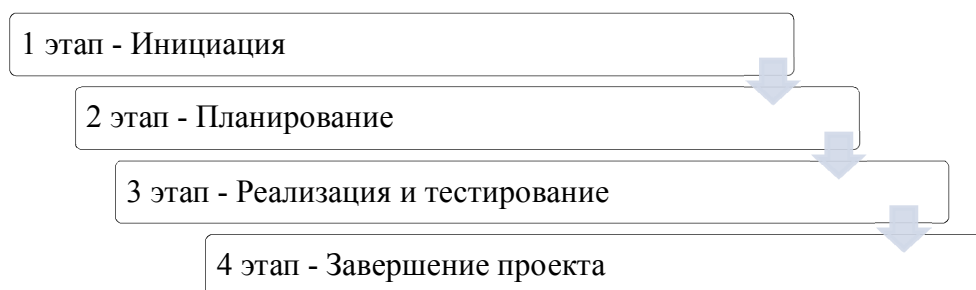 1 этап - Инициация
2 этап - Планирование
3 этап - Реализация и тестирование
4 этап - Завершение проекта